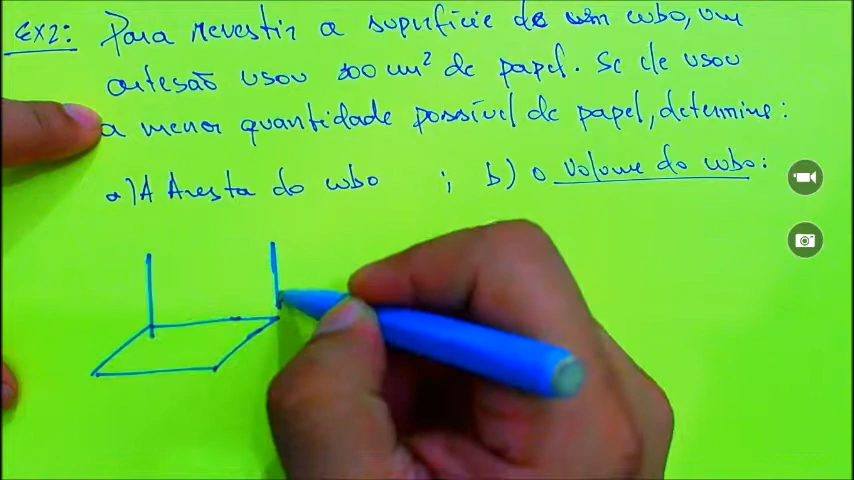 EX2: Para revestir a superfície de um cubo, um
artesão usou 300 cm² de papel. Se ele usou
a menor quantidade possível de papel, determine:
a) A Aresta do cubo ; b) o volume do cubo: